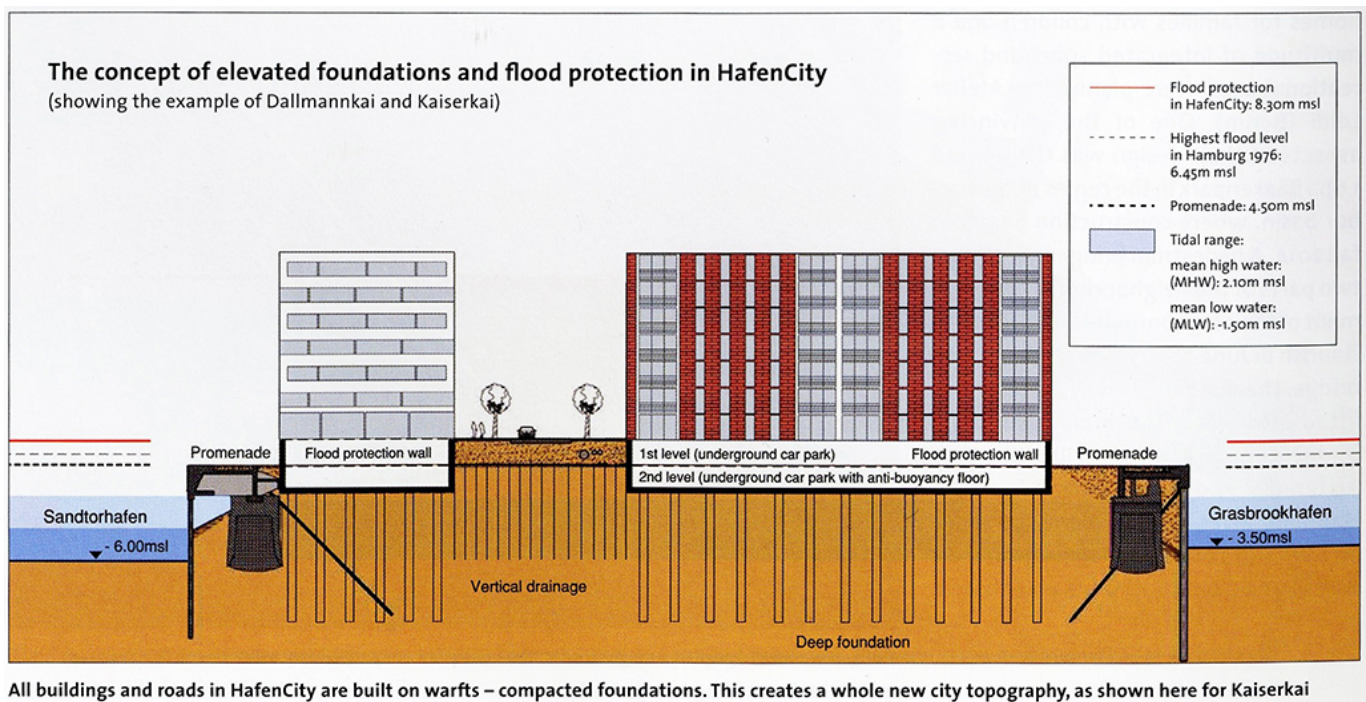 The concept of elevated foundations and flood protection in HafenCity
(showing the example of Dallmannkai and Kaiserkai)
Flood protection
in HafenCity: 8.30m msl
Highest flood level
in Hamburg 1976:
6.45m msl
Promenade: 4.50m msl
Tidal range:
mean high water:
(MHW): 2.10m msl
mean low water:
(MLW): -1.50m msl
Promenade
Flood protection wall
1st level (underground car park)
Flood protection wall
Promenade
2nd level (underground car park with anti-buoyancy floor)
Sandtorhafen
Grasbrookhafen
- 6.00msl
- 3.50msl
Vertical drainage
Deep foundation
All buildings and roads in HafenCity are built on warfts – compacted foundations. This creates a whole new city topography, as shown here for Kaiserkai